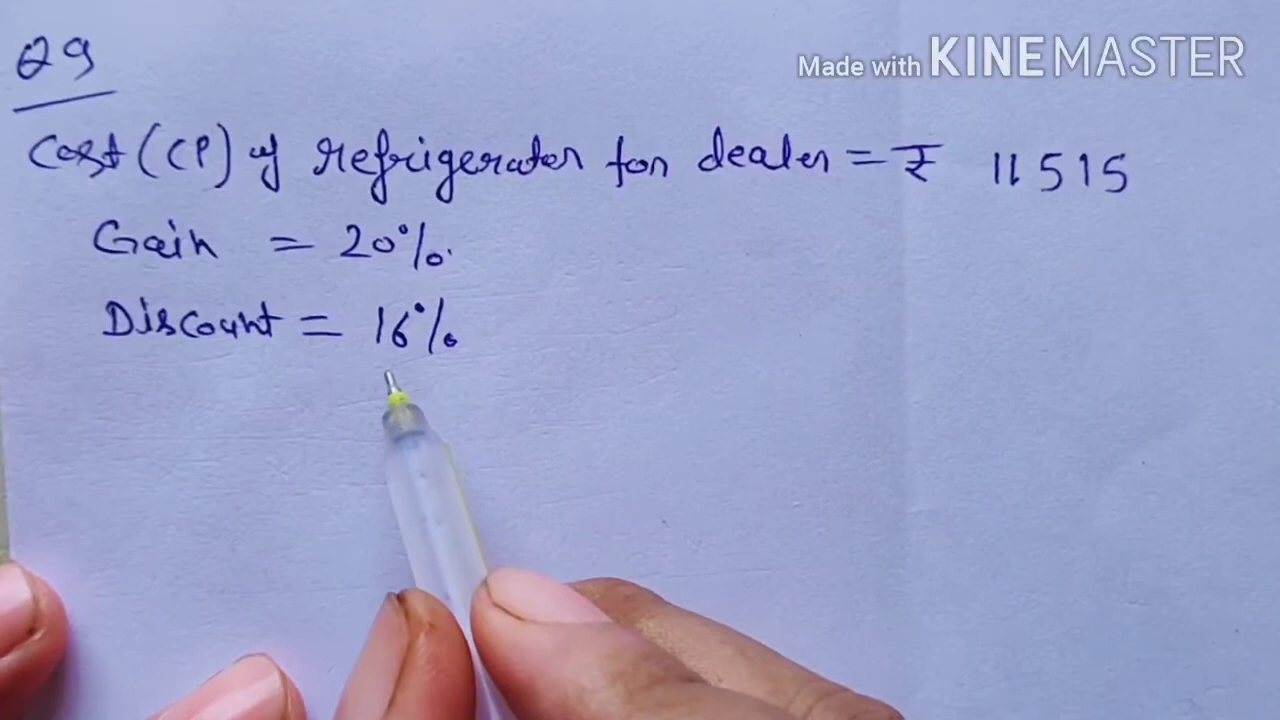 Q9
Made with KINEMASTER
Cost (CP) of refrigerator for dealer = ₹ 11515
Gain = 20%.
Discount = 16%